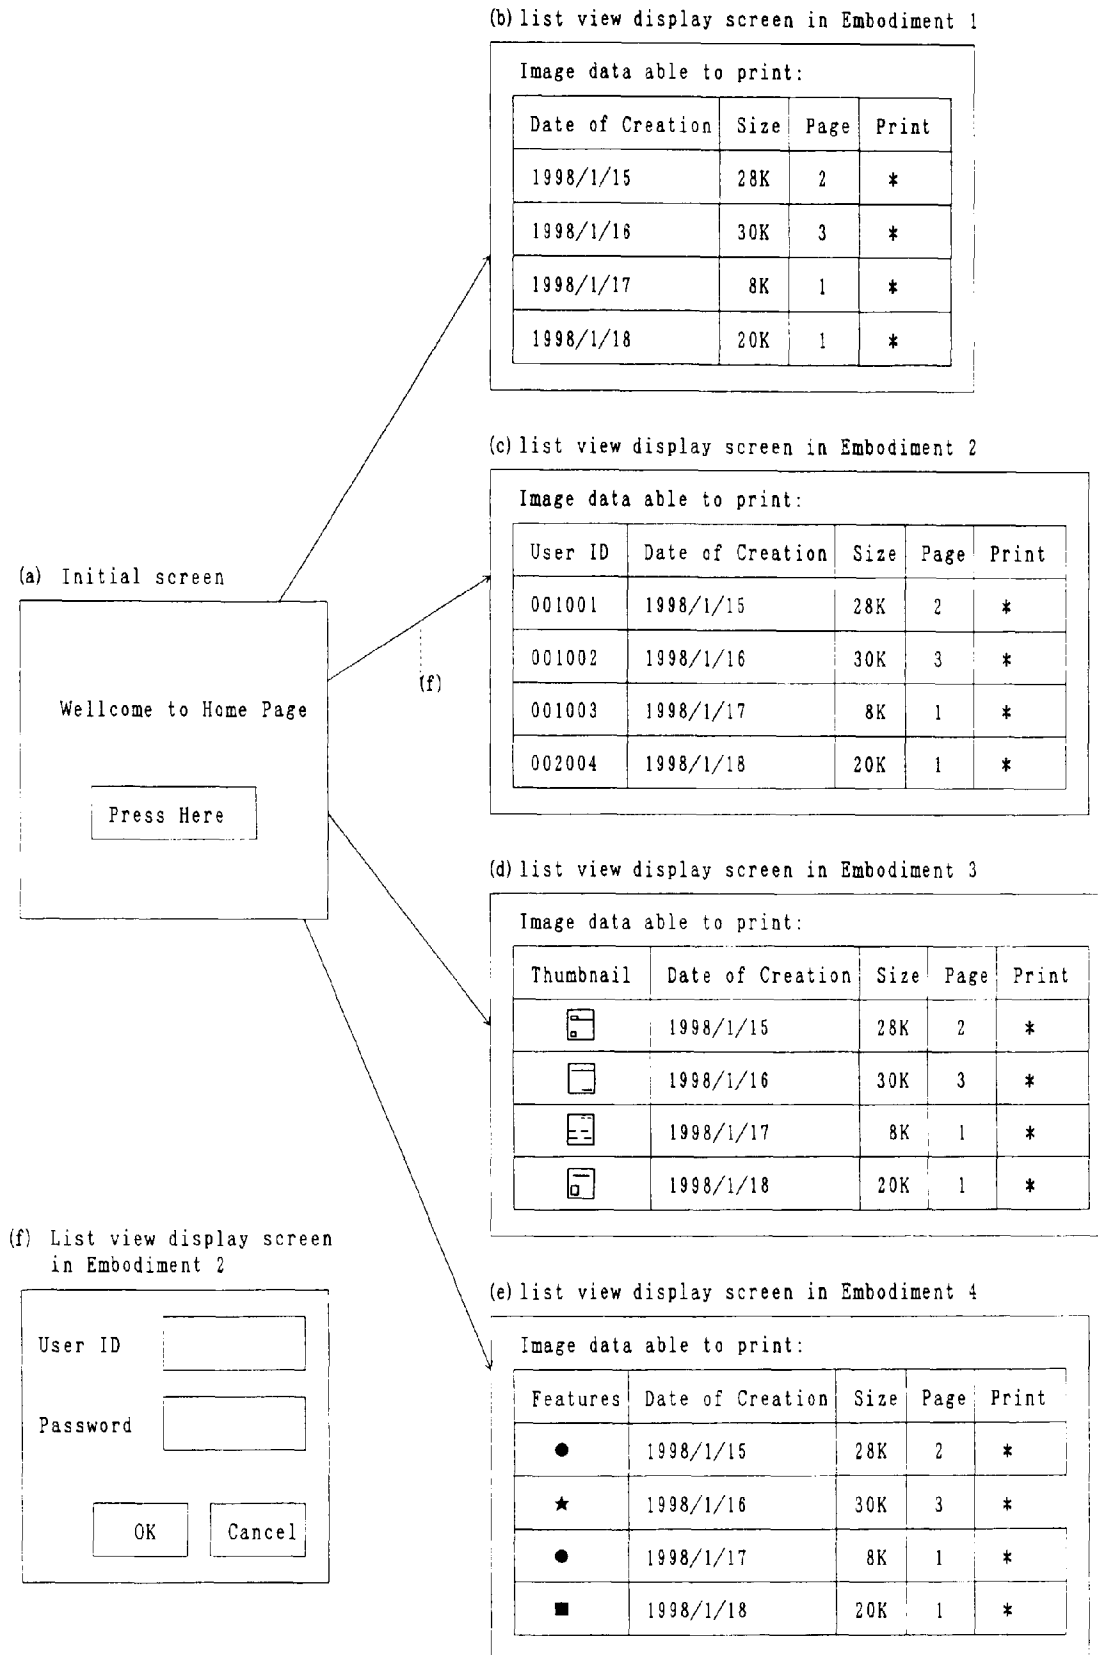 (b) list view display screen in Embodiment 1
Image data able to print:
Date of Creation Size Page Print
1998/1/15 28K 2 *
1998/1/16 30K 3 *
1998/1/17 8K 1 *
1998/1/18 20K 1 *
(c) list view display screen in Embodiment 2
Image data able to print:
User ID Date of Creation Size Page Print
001001 1998/1/15 28K 2 *
001002 1998/1/16 30K 3 *
001003 1998/1/17 8K 1 *
002004 1998/1/18 20K 1 *
(a) Initial screen
Wellcome to Home Page
Press Here
(f)
(d) list view display screen in Embodiment 3
Image data able to print:
Thumbnail Date of Creation Size Page Print
1998/1/15 28K 2 *
1998/1/16 30K 3 *
1998/1/17 8K 1 *
1998/1/18 20K 1 *
(f) List view display screen
in Embodiment 2
User ID
Password
OK Cancel
(e) list view display screen in Embodiment 4
Image data able to print:
Features Date of Creation Size Page Print
● 1998/1/15 28K 2 *
★ 1998/1/16 30K 3 *
● 1998/1/17 8K 1 *
■ 1998/1/18 20K 1 *